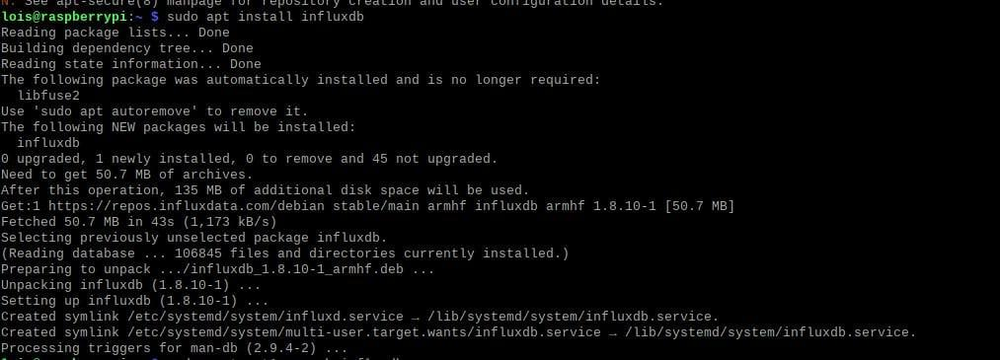 N: See apt-secure(8) manpage for repository creation and user configuration details.
lois@raspberrypi:~ $ sudo apt install influxdb
Reading package lists... Done
Building dependency tree... Done
Reading state information... Done
The following package was automatically installed and is no longer required:
  libfuse2
Use 'sudo apt autoremove' to remove it.
The following NEW packages will be installed:
  influxdb
0 upgraded, 1 newly installed, 0 to remove and 45 not upgraded.
Need to get 50.7 MB of archives.
After this operation, 135 MB of additional disk space will be used.
Get:1 https://repos.influxdata.com/debian stable/main armhf influxdb armhf 1.8.10-1 [50.7 MB]
Fetched 50.7 MB in 43s (1,173 kB/s)
Selecting previously unselected package influxdb.
(Reading database ... 106845 files and directories currently installed.)
Preparing to unpack .../influxdb_1.8.10-1_armhf.deb ...
Unpacking influxdb (1.8.10-1) ...
Setting up influxdb (1.8.10-1) ...
Created symlink /etc/systemd/system/influxd.service → /lib/systemd/system/influxdb.service.
Created symlink /etc/systemd/system/multi-user.target.wants/influxdb.service → /lib/systemd/system/influxdb.service.
Processing triggers for man-db (2.9.4-2) ...